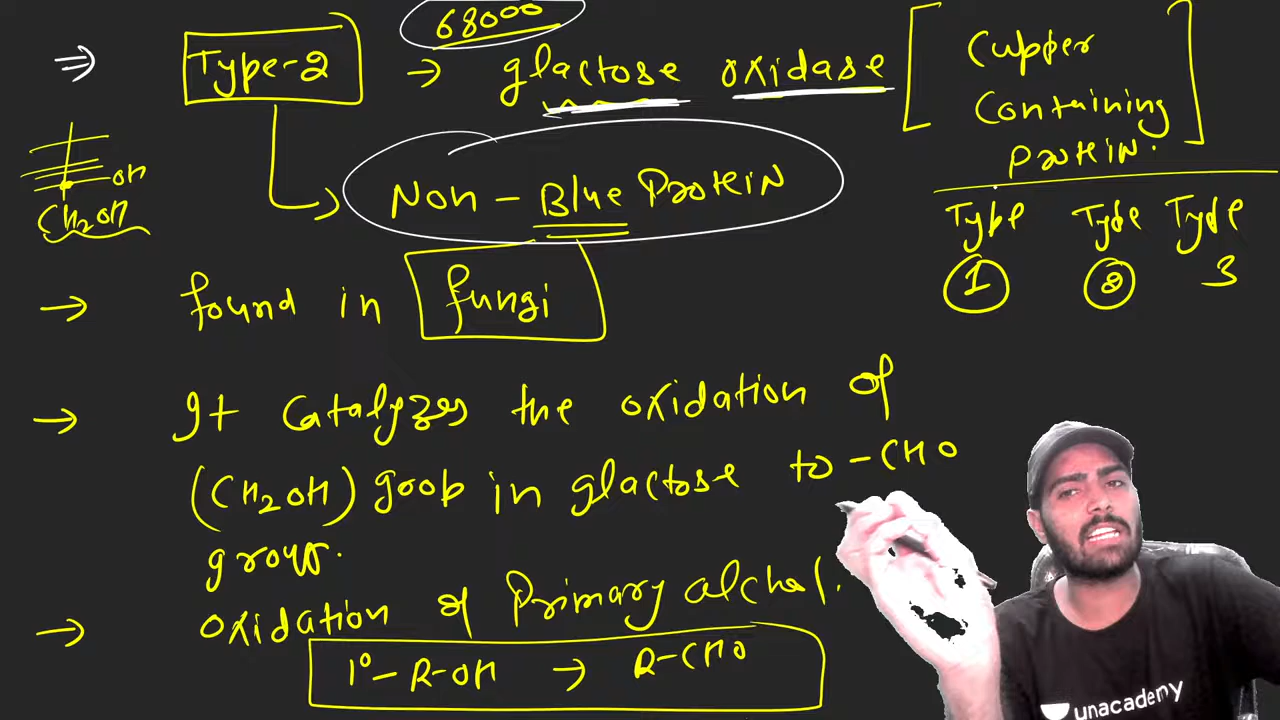 68000
⇒ Type-2 → glactose oxidase [Cupper
Containing
Protein.]
Non-Blue Protein
Type Type Type
1 2 3
OH
CH₂OH
→ found in fungi
→ It Catalyzes the oxidation of
(CH₂OH) goop in glactose to -CHO
group.
→ oxidation of Primary alchol.
1°-R-OH → R-CHO
unacademy